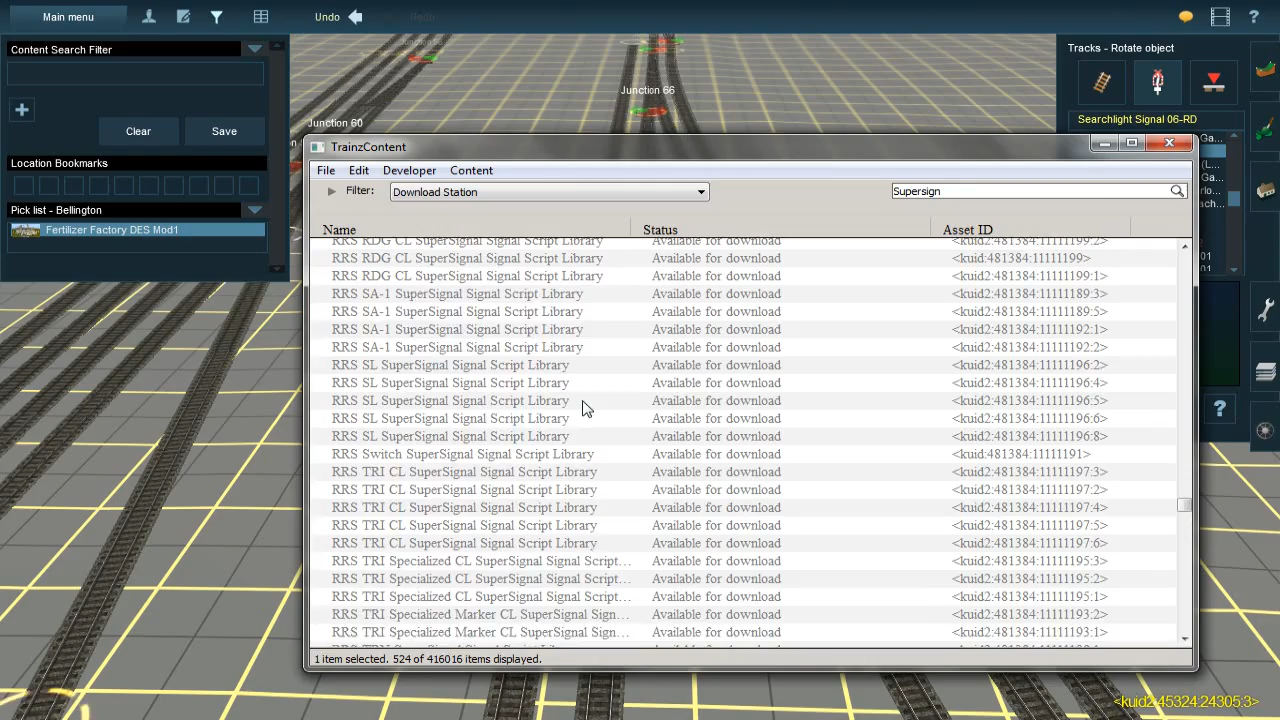 Main menu
Undo
Redo
Content Search Filter
Clear
Save
Location Bookmarks
Pick list - Bellington
Fertilizer Factory DES Mod1
Junction 66
Junction 60
Tracks - Rotate object
Searchlight Signal 06-RD
TrainzContent
File Edit Developer Content
Filter: Download Station
Supersign
Name Status Asset ID
RRS RDG CL SuperSignal Signal Script Library Available for download <kuid2:481384:11111199:2>
RRS RDG CL SuperSignal Signal Script Library Available for download <kuid:481384:11111199>
RRS RDG CL SuperSignal Signal Script Library Available for download <kuid2:481384:11111199:1>
RRS SA-1 SuperSignal Signal Script Library Available for download <kuid2:481384:11111189:3>
RRS SA-1 SuperSignal Signal Script Library Available for download <kuid2:481384:11111189:5>
RRS SA-1 SuperSignal Signal Script Library Available for download <kuid2:481384:11111192:1>
RRS SA-1 SuperSignal Signal Script Library Available for download <kuid2:481384:11111192:2>
RRS SL SuperSignal Signal Script Library Available for download <kuid2:481384:11111196:2>
RRS SL SuperSignal Signal Script Library Available for download <kuid2:481384:11111196:4>
RRS SL SuperSignal Signal Script Library Available for download <kuid2:481384:11111196:5>
RRS SL SuperSignal Signal Script Library Available for download <kuid2:481384:11111196:6>
RRS SL SuperSignal Signal Script Library Available for download <kuid2:481384:11111196:8>
RRS Switch SuperSignal Signal Script Library Available for download <kuid:481384:11111191>
RRS TRI CL SuperSignal Signal Script Library Available for download <kuid2:481384:11111197:3>
RRS TRI CL SuperSignal Signal Script Library Available for download <kuid2:481384:11111197:2>
RRS TRI CL SuperSignal Signal Script Library Available for download <kuid2:481384:11111197:4>
RRS TRI CL SuperSignal Signal Script Library Available for download <kuid2:481384:11111197:5>
RRS TRI CL SuperSignal Signal Script Library Available for download <kuid2:481384:11111197:6>
RRS TRI Specialized CL SuperSignal Signal Script... Available for download <kuid2:481384:11111195:3>
RRS TRI Specialized CL SuperSignal Signal Script... Available for download <kuid2:481384:11111195:2>
RRS TRI Specialized CL SuperSignal Signal Script... Available for download <kuid2:481384:11111195:1>
RRS TRI Specialized Marker CL SuperSignal Sign... Available for download <kuid2:481384:11111193:2>
RRS TRI Specialized Marker CL SuperSignal Sign... Available for download <kuid2:481384:11111193:1>
1 item selected. 524 of 416016 items displayed.
<kuid2:45324:24305:3>